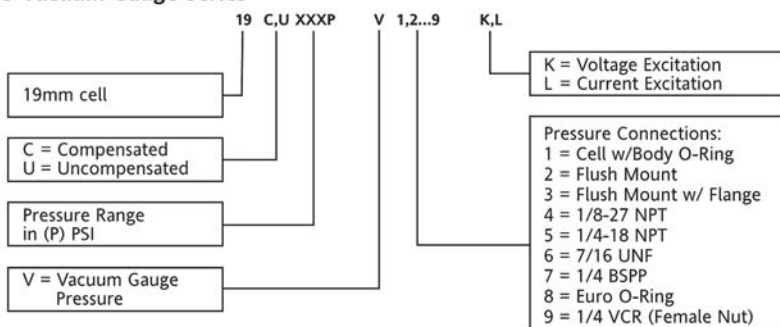 19 C,U XXXP V 1,2...9 K,L
19mm cell
C = Compensated
U = Uncompensated
Pressure Range
in (P) PSI
V = Vacuum Gauge
Pressure
K = Voltage Excitation
L = Current Excitation
Pressure Connections:
1 = Cell w/Body O-Ring
2 = Flush Mount
3 = Flush Mount w/ Flange
4 = 1/8-27 NPT
5 = 1/4-18 NPT
6 = 7/16 UNF
7 = 1/4 BSPP
8 = Euro O-Ring
9 = 1/4 VCR (Female Nut)